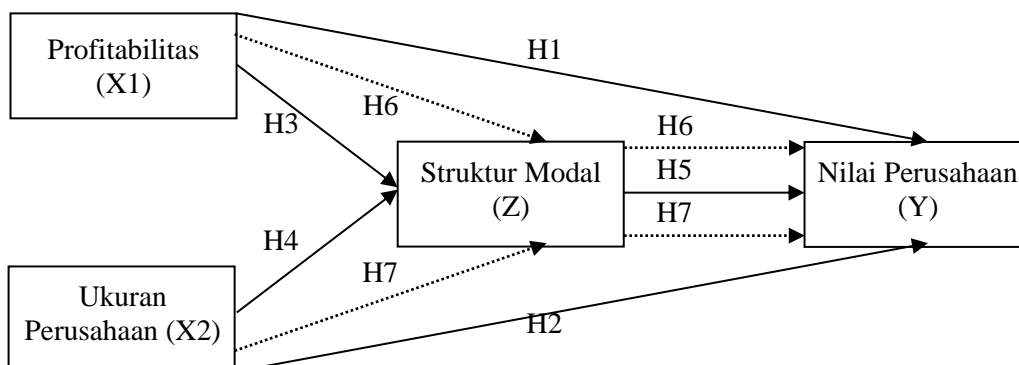 Profitabilitas
(X1)
H1
H6
H3
H6
Struktur Modal
(Z)
H5
Nilai Perusahaan
(Y)
H7
H4
H7
Ukuran
Perusahaan (X2)
H2